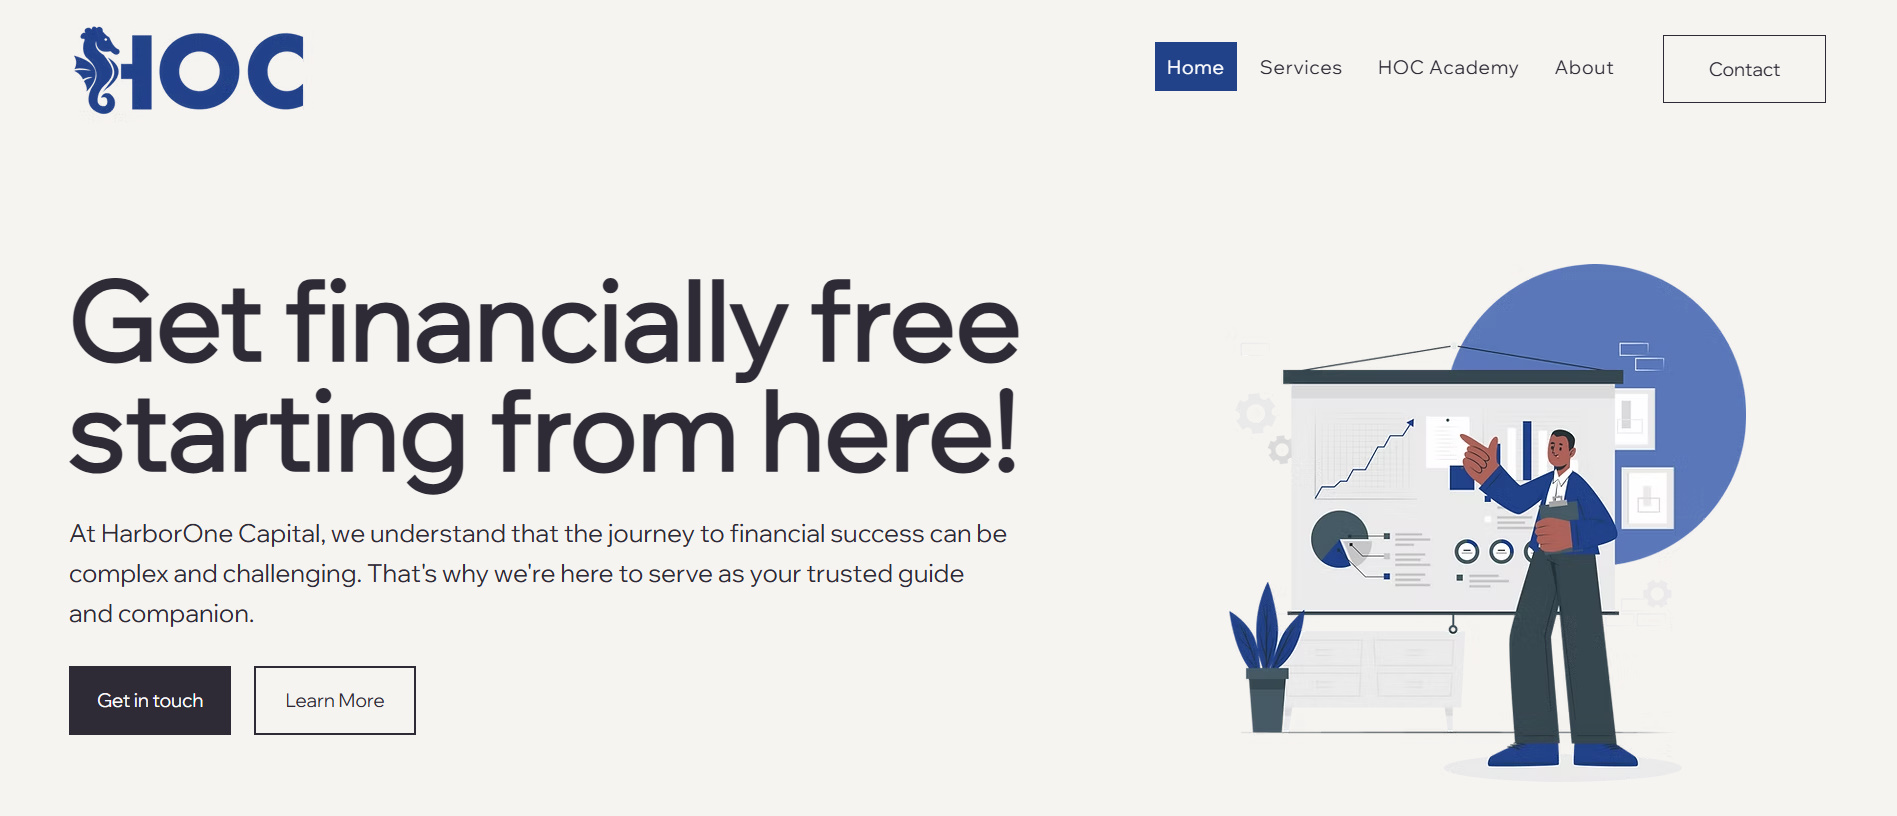 HOC
Home
Services
HOC Academy
About
Contact
Get financially free
starting from here!
At HarborOne Capital, we understand that the journey to financial success can be
complex and challenging. That's why we're here to serve as your trusted guide
and companion.
Get in touch
Learn More